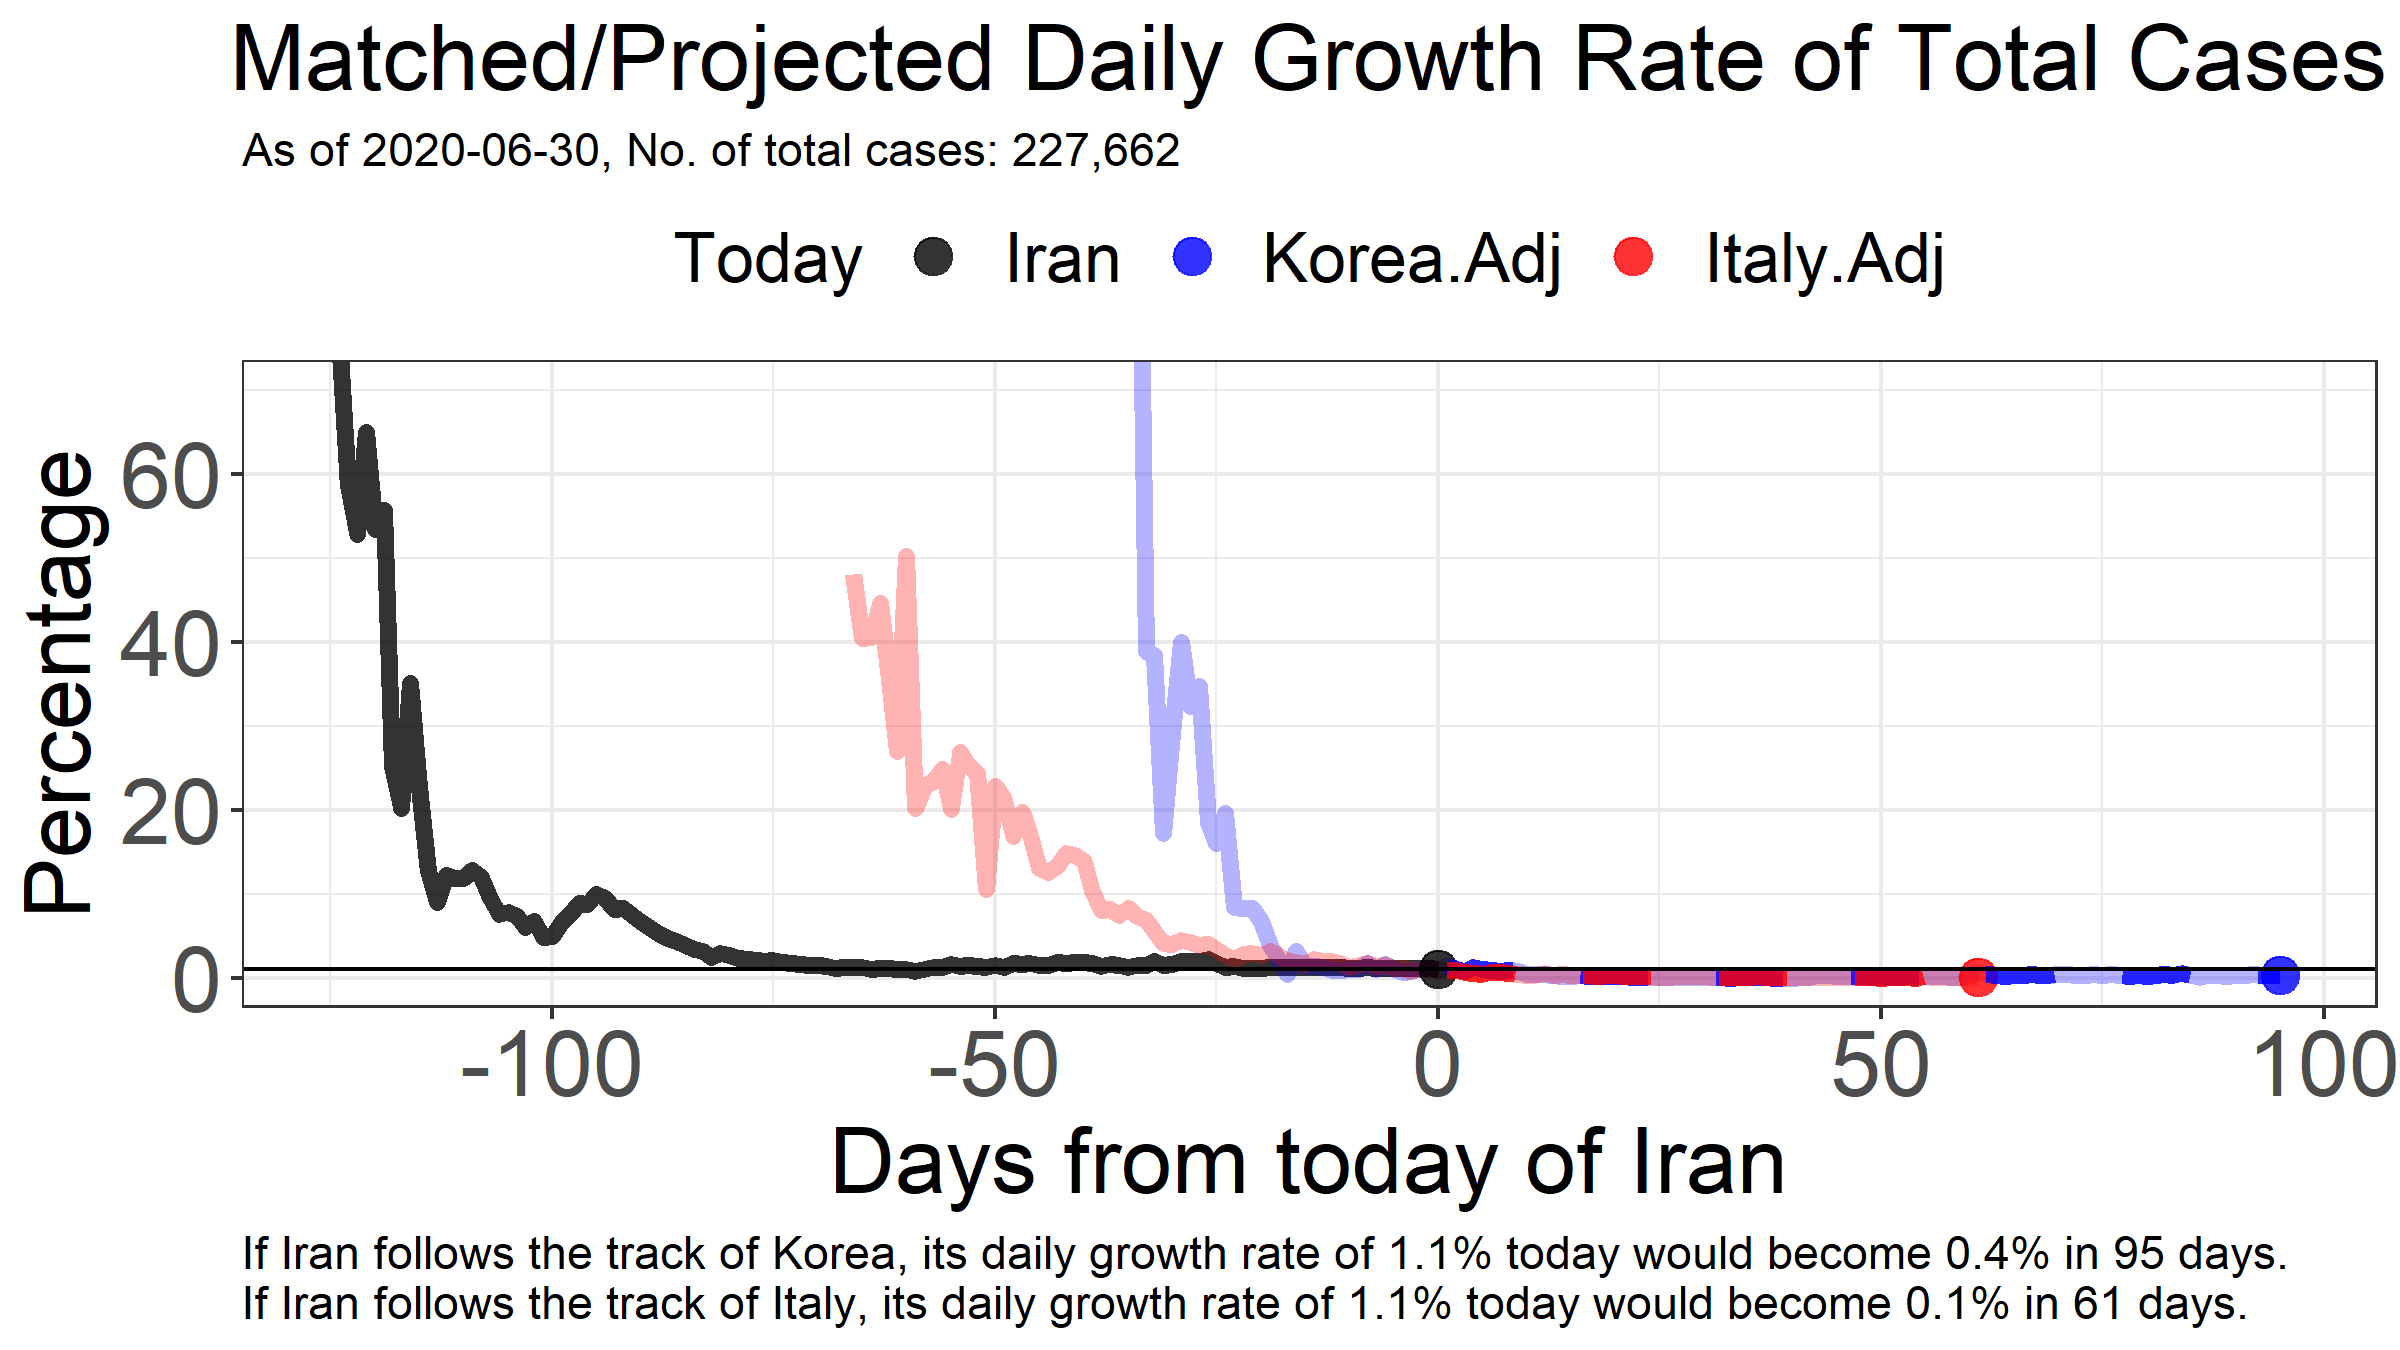 Matched/Projected Daily Growth Rate of Total Cases
As of 2020-06-30, No. of total cases: 227,662
Today Iran Korea.Adj Italy.Adj
Percentage
60
40
20
0
-100 -50 0 50 100
Days from today of Iran
If Iran follows the track of Korea, its daily growth rate of 1.1% today would become 0.4% in 95 days.
If Iran follows the track of Italy, its daily growth rate of 1.1% today would become 0.1% in 61 days.